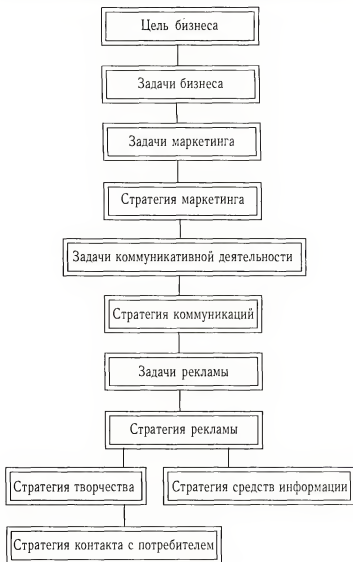 Цель бизнеса
Задачи бизнеса
Задачи маркетинга
Стратегия маркетинга
Задачи коммуникативной деятельности
Стратегия коммуникаций
Задачи рекламы
Стратегия рекламы
Стратегия творчества
Стратегия средств информации
Стратегия контакта с потребителем